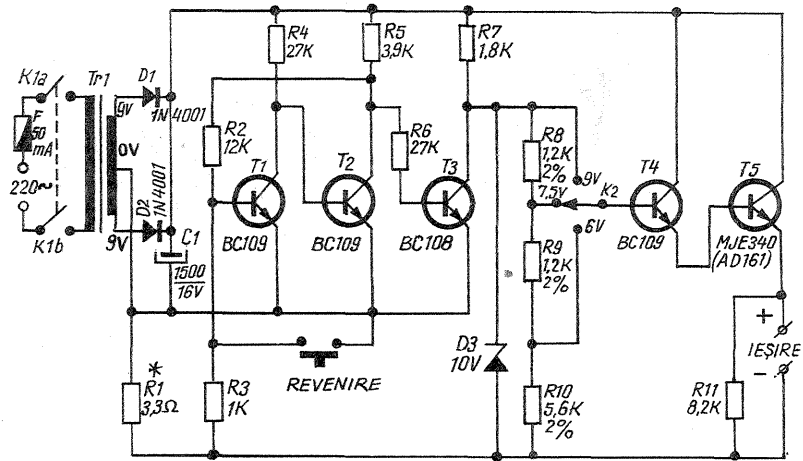 K1a
Tr1
D1
1N4001
9V
0V
9V
F
50
mA
220~
K1b
D2
1N4001
C1
1500
16V
R4
27K
R5
3,9K
R7
1,8K
R2
12K
T1
BC109
T2
BC109
R6
27K
T3
BC108
R8
1,2K
2%
9V
7,5V
K2
6V
R9
1,2K
2%
T4
BC109
T5
MJE340
(AD161)
*
R1
3,3Ω
R3
1K
REVENIRE
D3
10V
R10
5,6K
2%
R11
8,2K
+
IEȘIRE
-